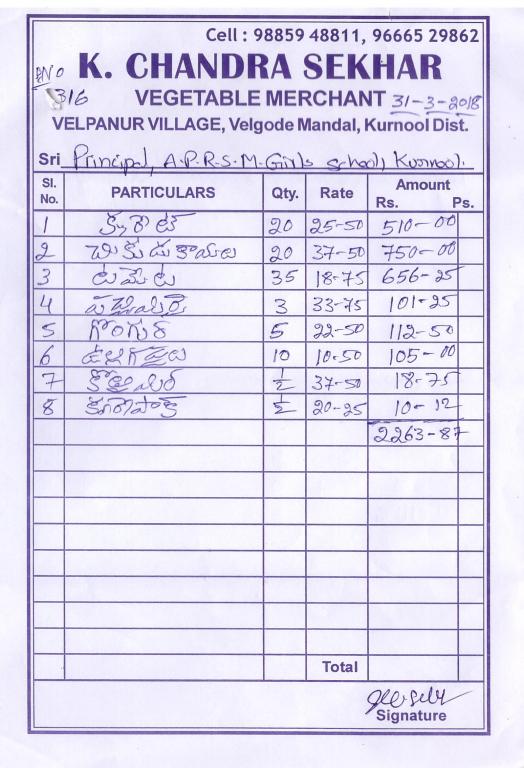 Cell : 98859 48811, 96665 29862
K. CHANDRA SEKHAR
BNO 316
VEGETABLE MERCHANT 31-3-2018
VELPANUR VILLAGE, Velgode Mandal, Kurnool Dist.
Sri Principal, A.P.R.S.M-Girls school, Kurnool.
Sl. No. PARTICULARS Qty. Rate Amount Rs. Ps.
1 క్యారెట్ 20 25-50 510-00
2 చికుడుకాయలు 20 37-50 750-00
3 టమేట 35 18-75 656-25
4 పచ్చిమిర్చి 3 33-75 101-25
5 గోంగుర 5 22-50 112-50
6 ఉల్లిగడ్డలు 10 10-50 105-00
7 కొత్తిమీర 1/2 37-50 18-75
8 కూరేపాక్ 1/2 20-25 10-12
2263-87
Total
Signature